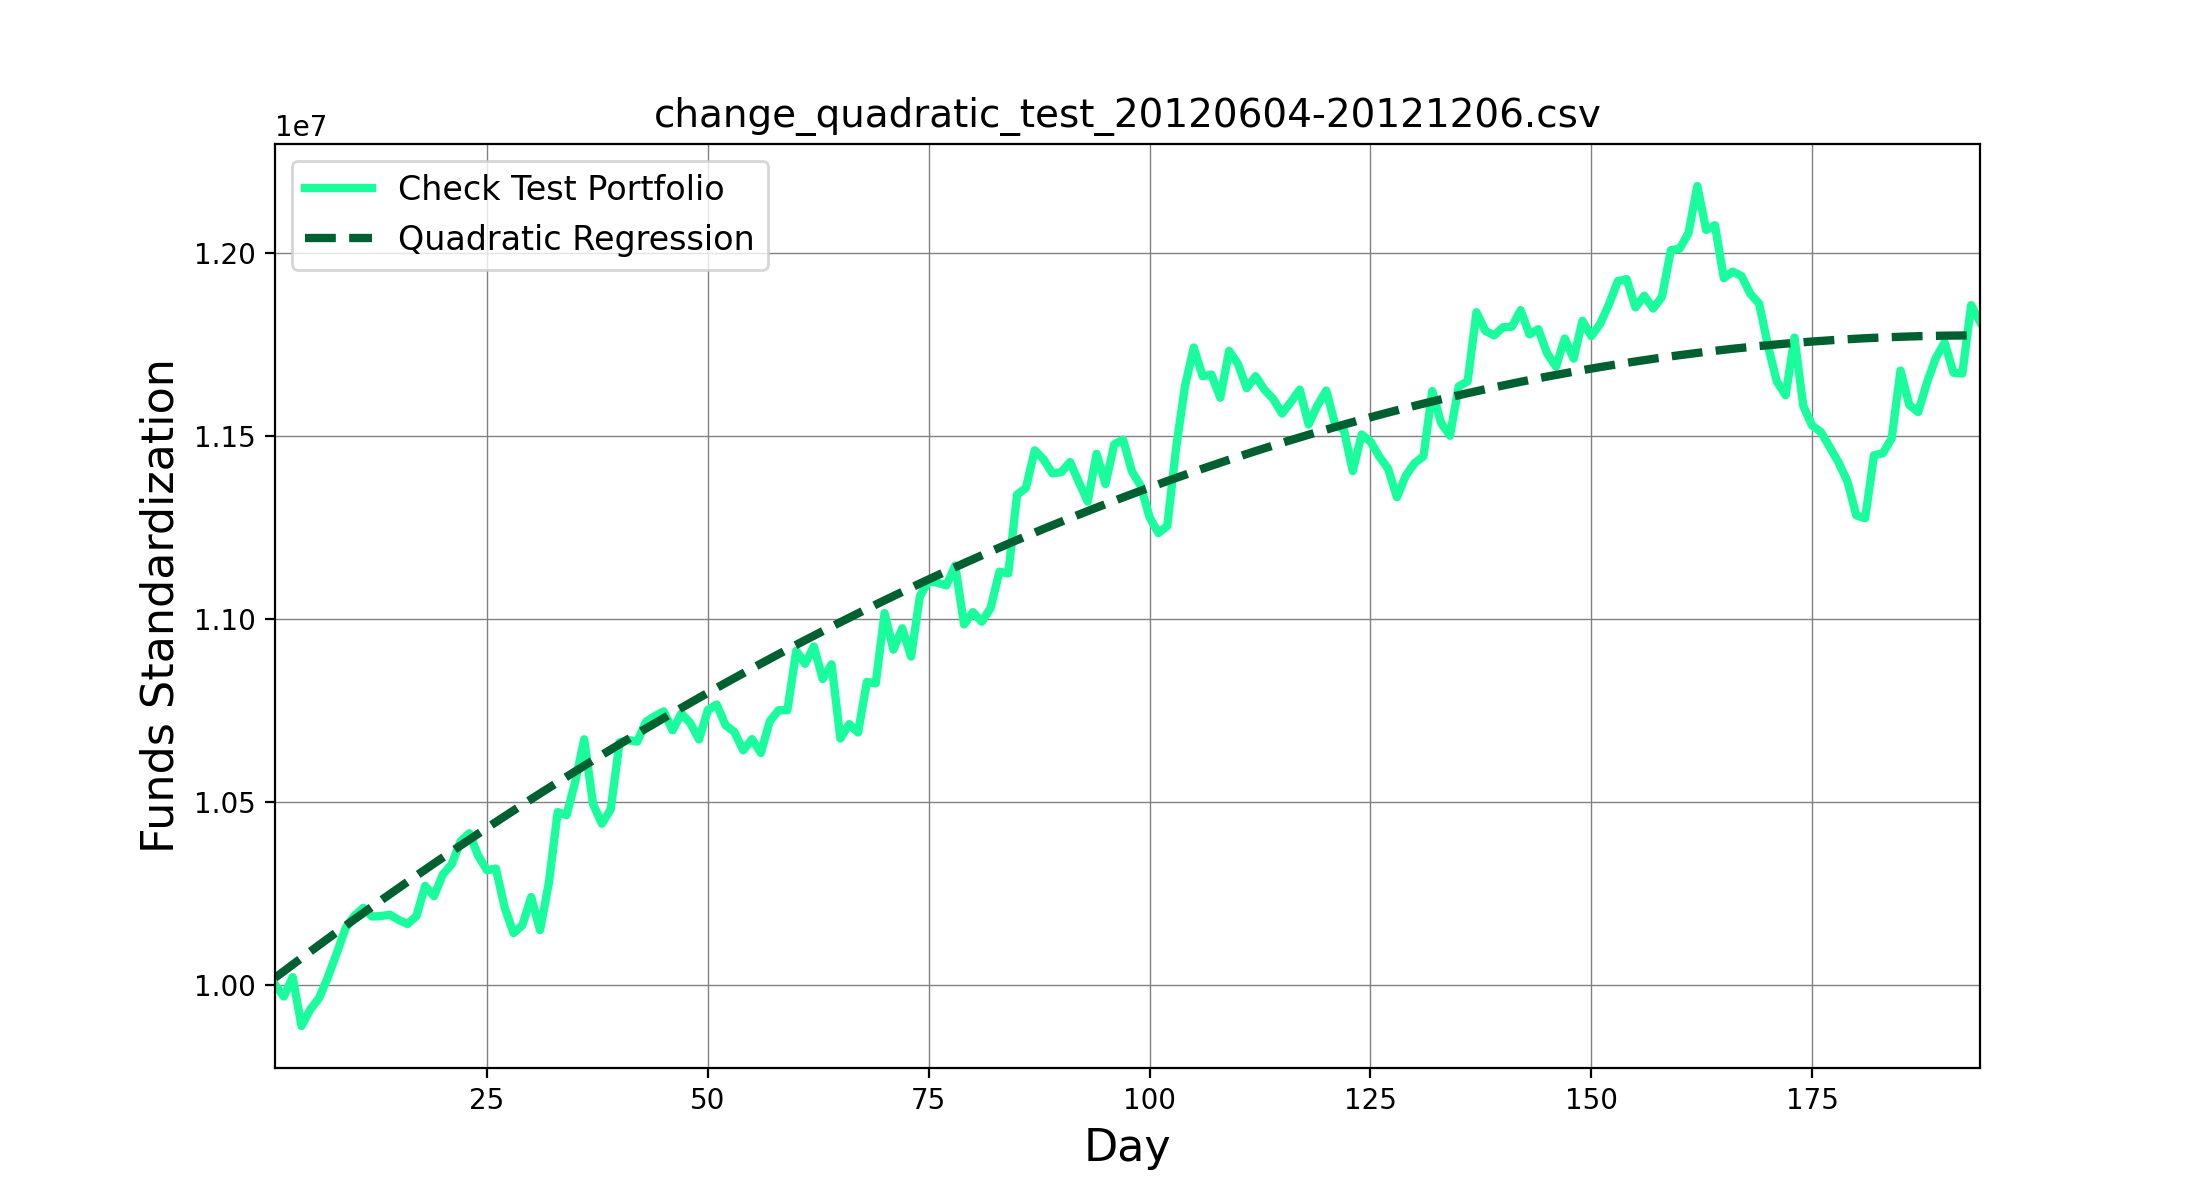 change_quadratic_test_20120604-20121206.csv
1e7
Check Test Portfolio
Quadratic Regression
1.20
1.15
1.10
1.05
1.00
Funds Standardization
25 50 75 100 125 150 175
Day